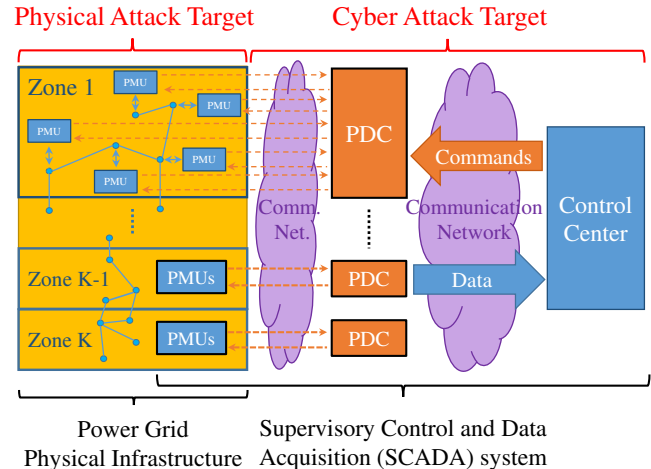 Physical Attack Target
Cyber Attack Target
Zone 1
PMU
PMU
PMU
PMU
PMU
PDC
Commands
Comm.
Net.
Communication
Network
Control
Center
Zone K-1
PMUs
PDC
Data
Zone K
PMUs
PDC
Power Grid
Physical Infrastructure
Supervisory Control and Data
Acquisition (SCADA) system